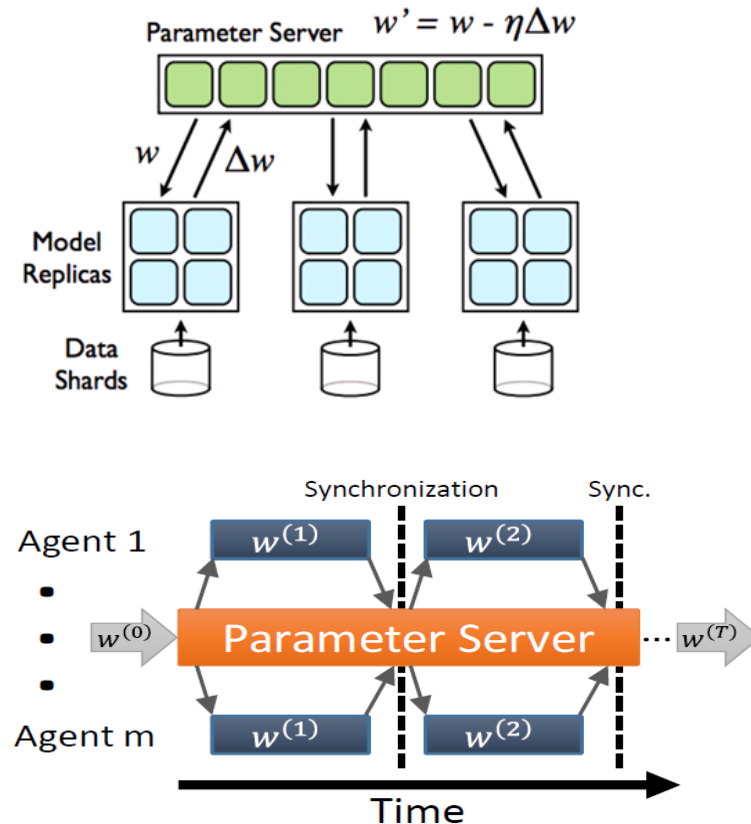 Parameter Server w' = w - ηΔw
w
Δw
Model
Replicas
Data
Shards
Synchronization Sync.
Agent 1
w⁽¹⁾ w⁽²⁾
w⁽⁰⁾ Parameter Server ... w⁽ᵀ⁾
Agent m
w⁽¹⁾ w⁽²⁾
Time